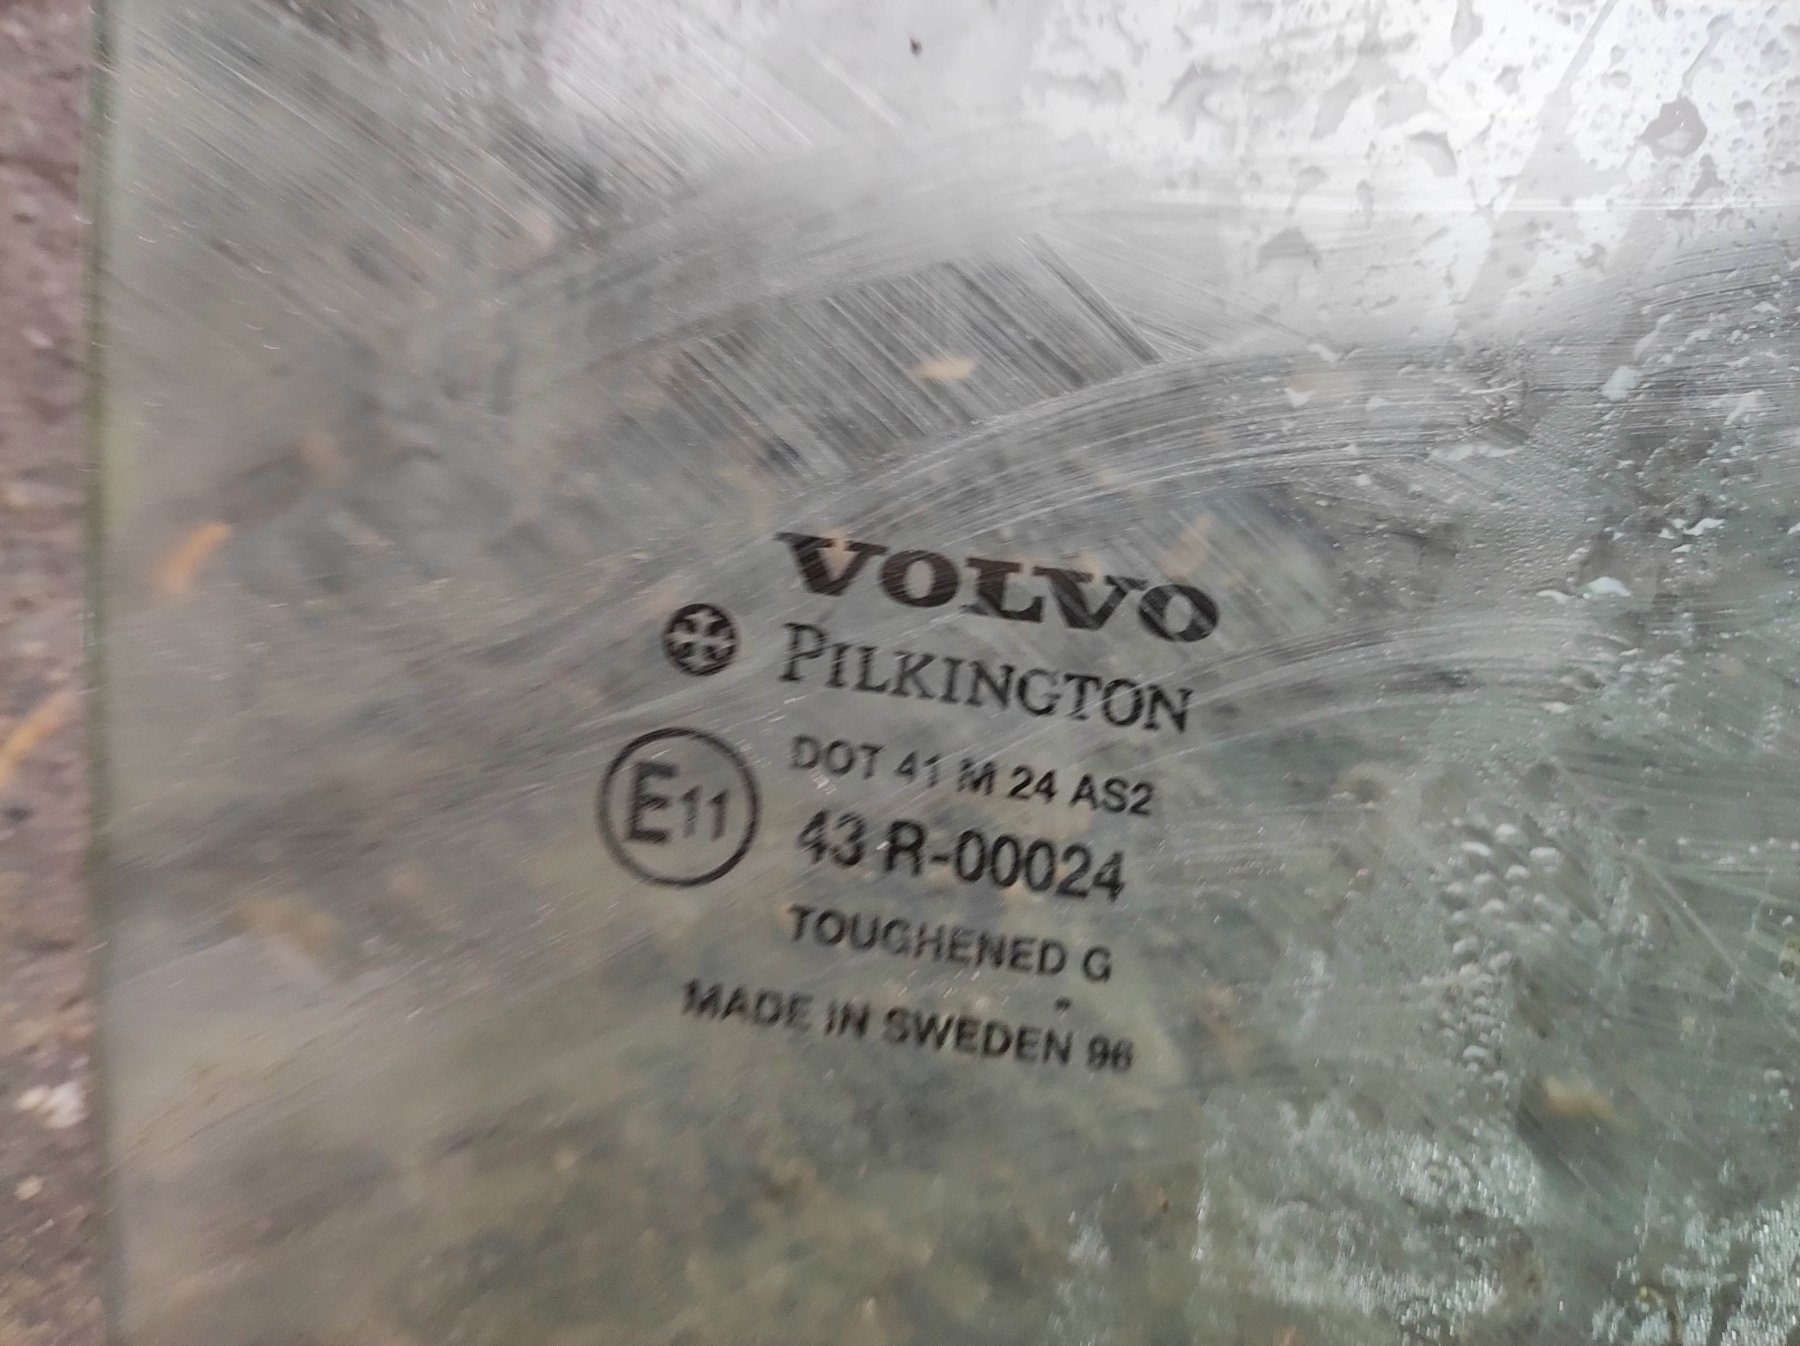 VOLVO
PILKINGTON
E11
DOT 41 M 24 AS2
43 R-00024
TOUGHENED G
MADE IN SWEDEN 96